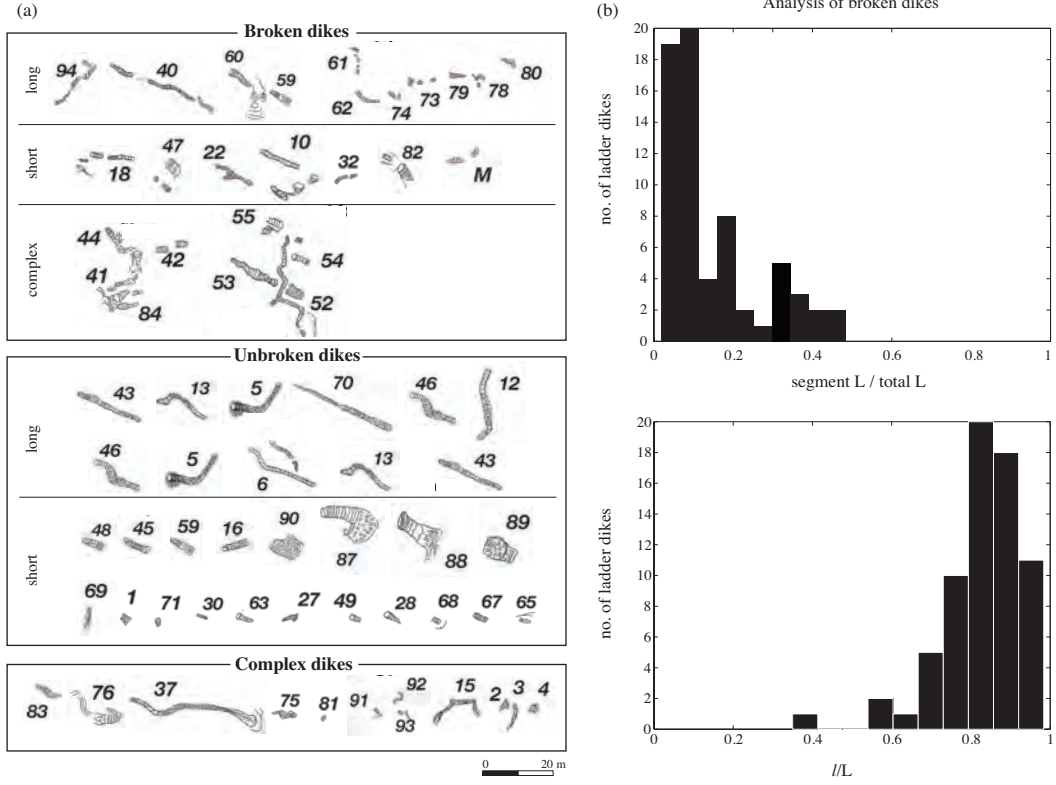 (a)
Broken dikes
long
94 40 60 59 61 62 74 73 79 78 80
short
18 47 22 10 32 82 M
complex
44 42 41 84 55 54 53 52
Unbroken dikes
long
43 13 5 70 46 12
46 5 6 13 43
short
48 45 59 16 90 87 88 89
69 1 71 30 63 27 49 28 68 67 65
Complex dikes
83 76 37 75 81 91 92 93 15 2 3 4
0 20 m
(b)
Analysis of broken dikes
no. of ladder dikes
20
18
16
14
12
10
8
6
4
2
0
0 0.2 0.4 0.6 0.8 1
segment L / total L
no. of ladder dikes
20
18
16
14
12
10
8
6
4
2
0
0 0.2 0.4 0.6 0.8 1
l/L